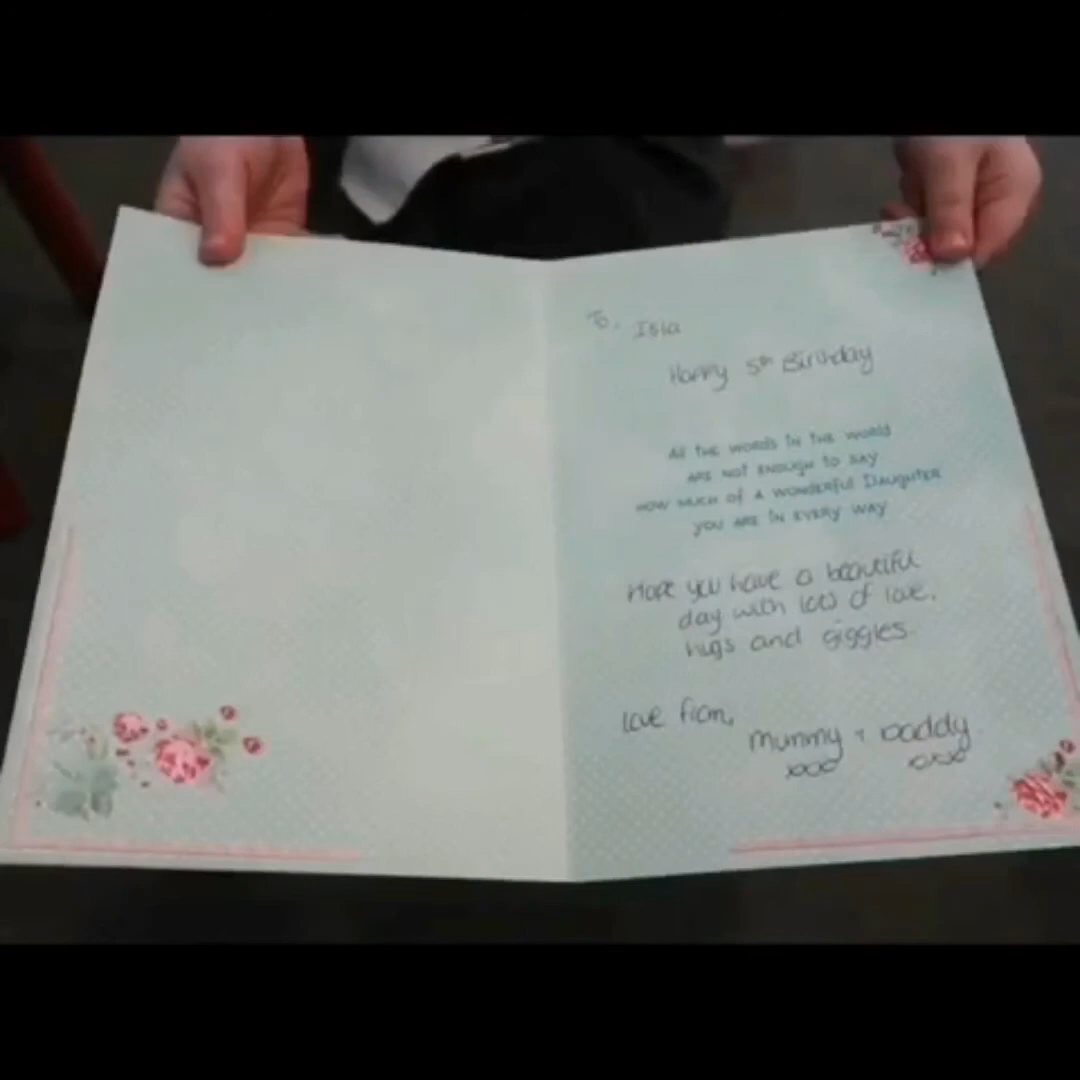 To, Isla
Happy 5th Birthday
All the words in the world
are not enough to say
how much of a wonderful Daughter
you are in every way
Hope you have a beautiful
day with lots of love,
hugs and giggles.
love from,
mummy + Daddy
xxx xxx